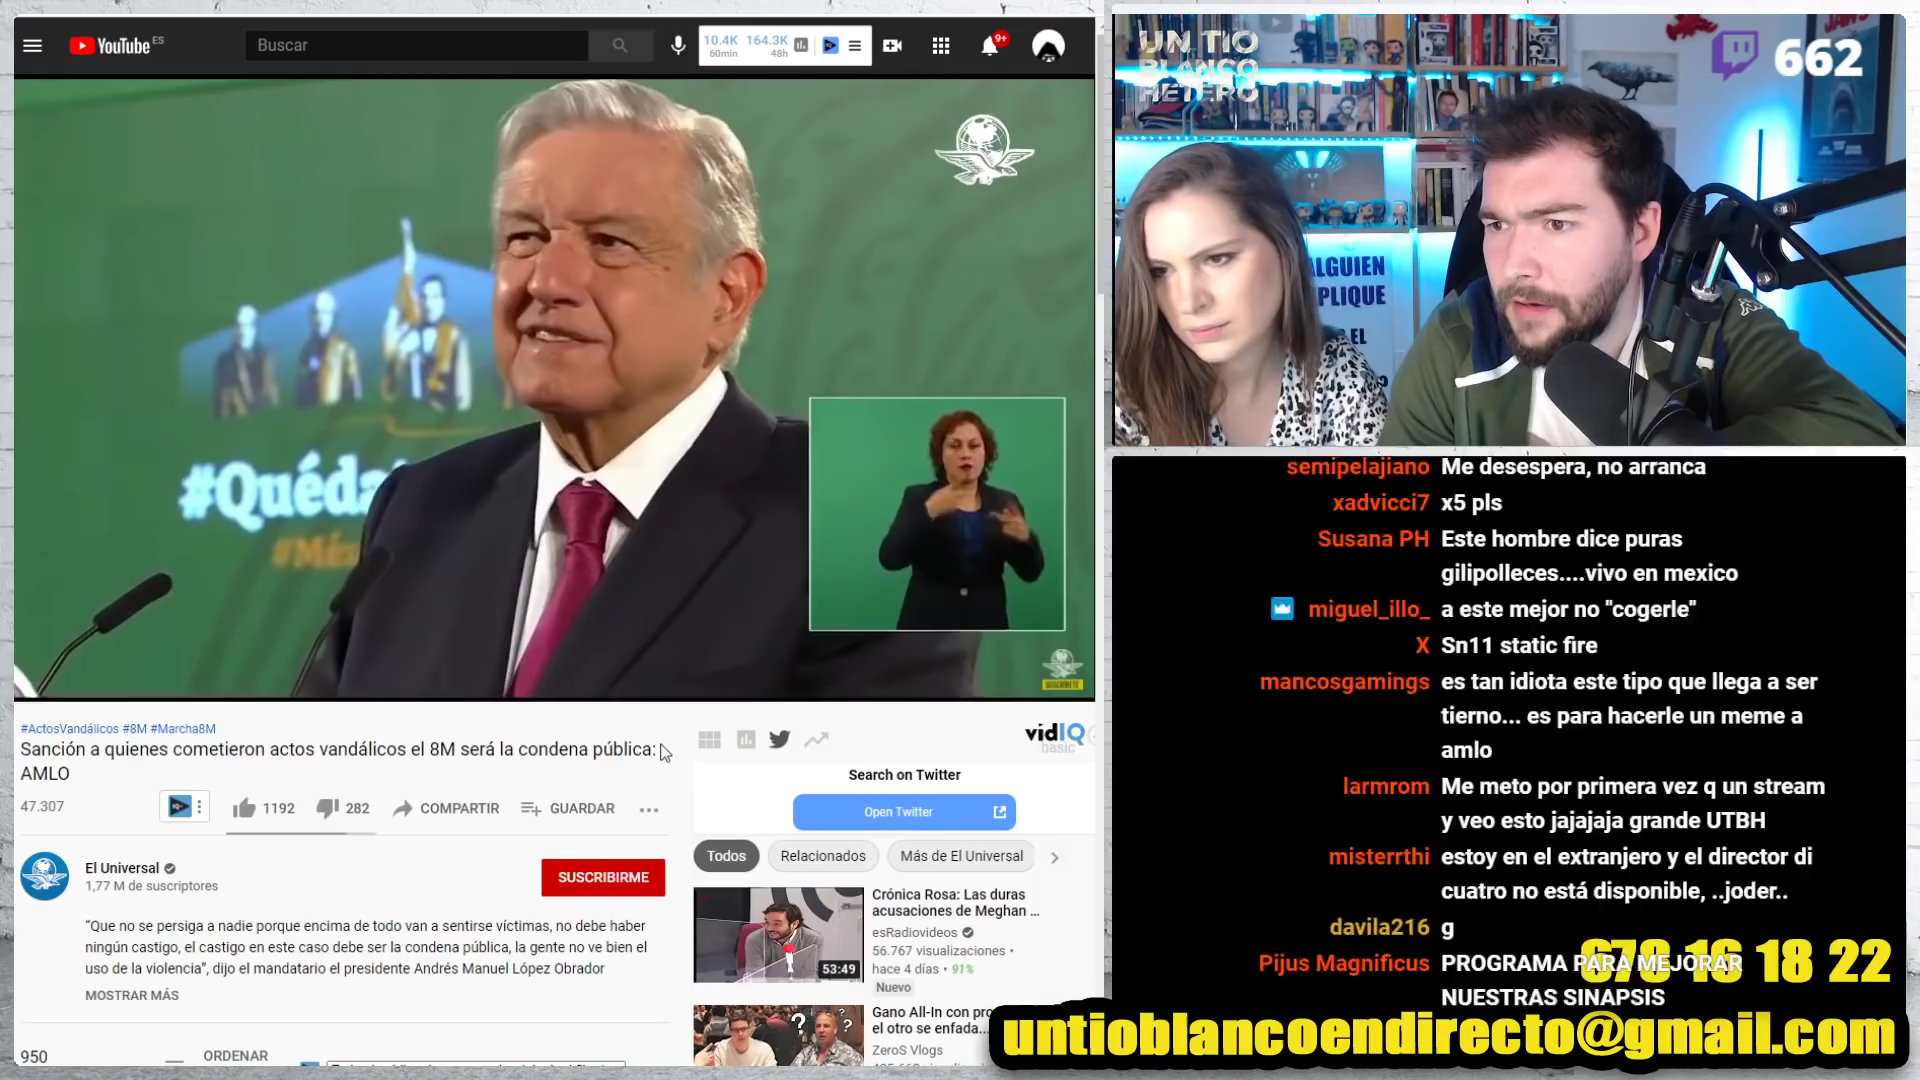 YouTube ES
Buscar
10.4K 164.3K
60min 48h
9+
#Quéda
#Méx
#ActosVandálicos #8M #Marcha8M
Sanción a quienes cometieron actos vandálicos el 8M será la condena pública:
AMLO
47.307
1192
282
COMPARTIR
GUARDAR
El Universal
1,77 M de suscriptores
SUSCRIBIRME
“Que no se persiga a nadie porque encima de todo van a sentirse víctimas, no debe haber
ningún castigo, el castigo en este caso debe ser la condena pública, la gente no ve bien el
uso de la violencia”, dijo el mandatario el presidente Andrés Manuel López Obrador
MOSTRAR MÁS
950
ORDENAR
vidIQ
basic
Search on Twitter
Open Twitter
Todos
Relacionados
Más de El Universal
Crónica Rosa: Las duras
acusaciones de Meghan ...
esRadiovideos
56.767 visualizaciones •
hace 4 días • 91%
Nuevo
53:49
Gano All-In con pro
el otro se enfada...
ZeroS Vlogs
UN TIO
BLANCO
HETERO
662
ALGUIEN
PLIQUE
EL
semipelajiano Me desespera, no arranca
xadvicci7 x5 pls
Susana PH Este hombre dice puras
gilipolleces....vivo en mexico
miguel_illo_ a este mejor no "cogerle"
X Sn11 static fire
mancosgamings es tan idiota este tipo que llega a ser
tierno... es para hacerle un meme a
amlo
larmrom Me meto por primera vez q un stream
y veo esto jajajaja grande UTBH
misterrthi estoy en el extranjero y el director di
cuatro no está disponible, ..joder..
davila216 g
Pijus Magnificus PROGRAMA PARA MEJORAR
NUESTRAS SINAPSIS
673 16 18 22
untioblancoendirecto@gmail.com